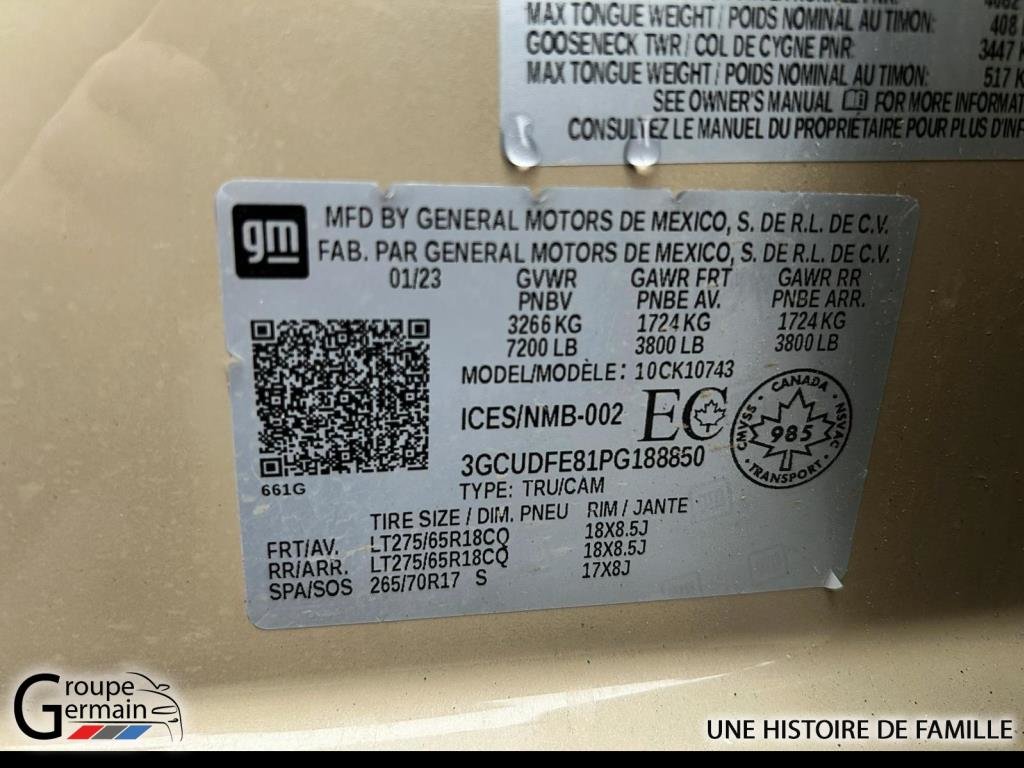 MAX TONGUE WEIGHT / POIDS NOMINAL AU TIMON: 408
GOOSENECK TWR / COL DE CYGNE PNR: 3447
MAX TONGUE WEIGHT / POIDS NOMINAL AU TIMON: 517
SEE OWNER'S MANUAL FOR MORE INFORMAT
CONSULTEZ LE MANUEL DU PROPRIÉTAIRE POUR PLUS D'INF
gm
MFD BY GENERAL MOTORS DE MEXICO, S. DE R.L. DE C.V.
FAB. PAR GENERAL MOTORS DE MEXICO, S. DE R.L. DE C.V.
01/23 GVWR GAWR FRT GAWR RR
PNBV PNBE AV. PNBE ARR.
3266 KG 1724 KG 1724 KG
7200 LB 3800 LB 3800 LB
MODEL/MODÈLE: 10CK10743
ICES/NMB-002 EC
CANADA
CMVSS 985 NSVAC
TRANSPORT
3GCUDFE81PG188850
661G
TYPE: TRU/CAM
TIRE SIZE / DIM. PNEU RIM / JANTE
FRT/AV. LT275/65R18CQ 18X8.5J
RR/ARR. LT275/65R18CQ 18X8.5J
SPA/SOS 265/70R17 S 17X8J
Groupe
Germain
UNE HISTOIRE DE FAMILLE